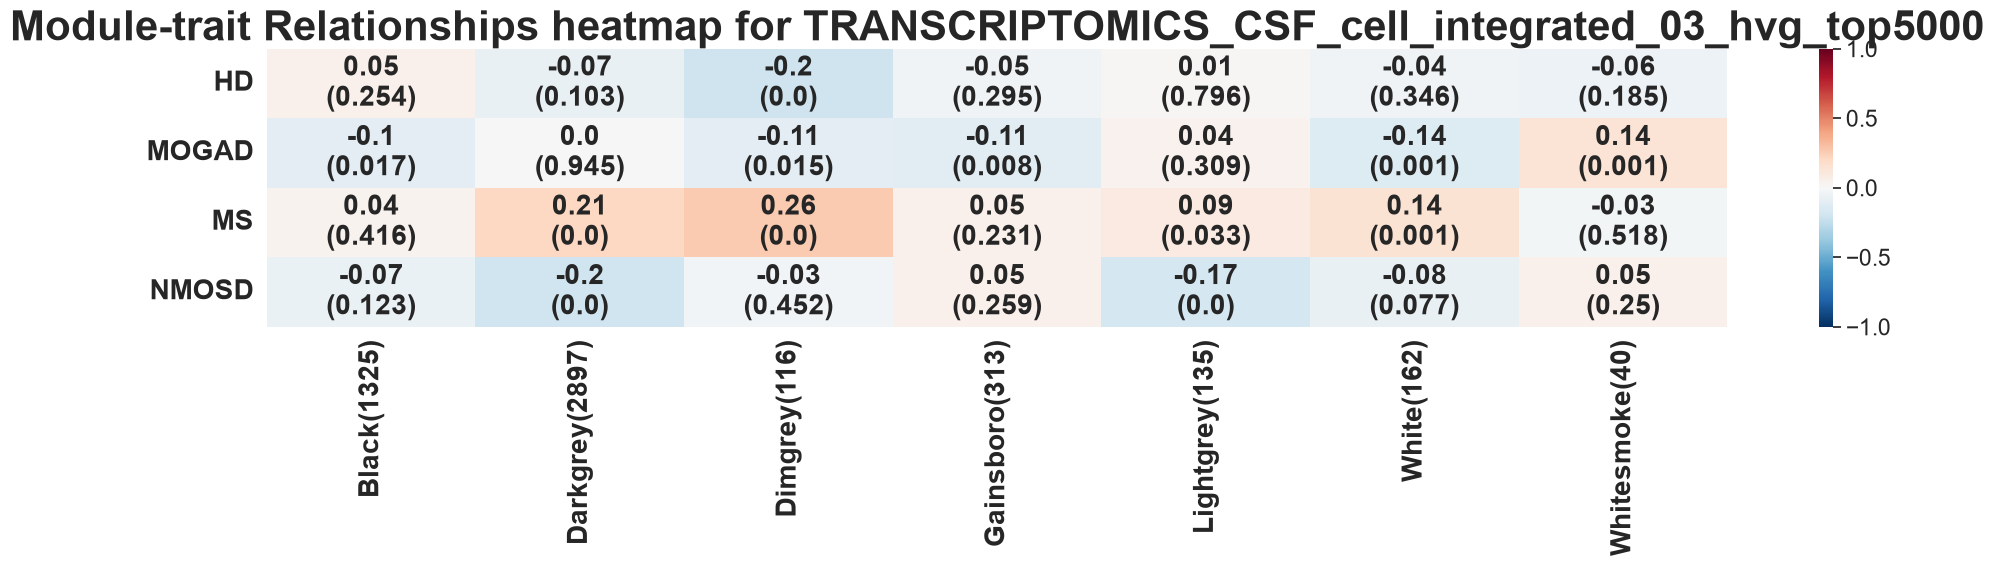 Module-trait Relationships heatmap for TRANSCRIPTOMICS_CSF_cell_integrated_03_hvg_top5000
HD
0.05 -0.07 -0.2 -0.05 0.01 -0.04 -0.06
(0.254) (0.103) (0.0) (0.295) (0.796) (0.346) (0.185)
MOGAD
-0.1 0.0 -0.11 -0.11 0.04 -0.14 0.14
(0.017) (0.945) (0.015) (0.008) (0.309) (0.001) (0.001)
MS
0.04 0.21 0.26 0.05 0.09 0.14 -0.03
(0.416) (0.0) (0.0) (0.231) (0.033) (0.001) (0.518)
NMOSD
-0.07 -0.2 -0.03 0.05 -0.17 -0.08 0.05
(0.123) (0.0) (0.452) (0.259) (0.0) (0.077) (0.25)
Black(1325)
Darkgrey(2897)
Dimgrey(116)
Gainsboro(313)
Lightgrey(135)
White(162)
Whitesmoke(40)
1.0
0.5
0.0
−0.5
−1.0